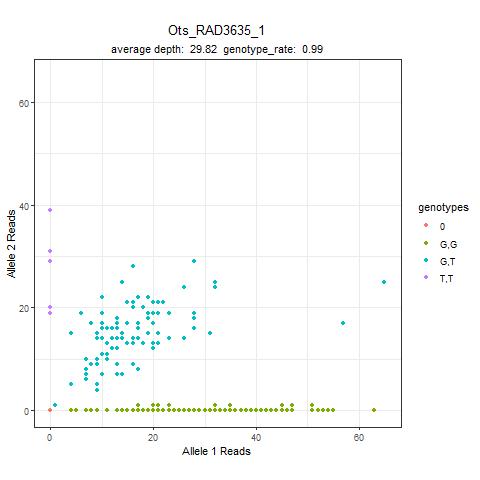 Ots_RAD3635_1
average depth: 29.82 genotype_rate: 0.99
60
40
20
0
Allele 2 Reads
0 20 40 60
Allele 1 Reads
genotypes
0
G,G
G,T
T,T